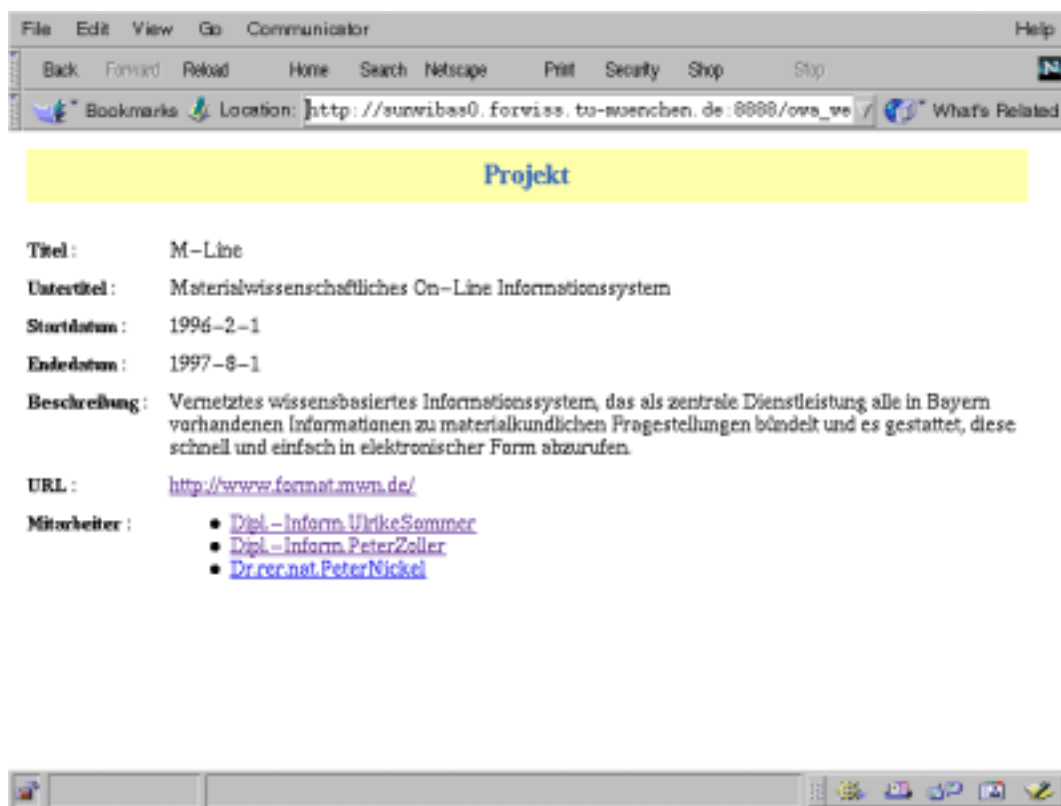 File Edit View Go Communicator Help
Back Forward Reload Home Search Netscape Print Security Shop Stop N
Bookmarks Location: http://sunwibas0.forwiss.tu-muenchen.de:8888/owa_we What's Related
Projekt
Titel : M-Line
Untertitel : Materialwissenschaftliches On-Line Informationssystem
Startdatum : 1996-2-1
Endedatum : 1997-8-1
Beschreibung : Vernetztes wissensbasiertes Informationssystem, das als zentrale Dienstleistung alle in Bayern
vorhandenen Informationen zu materialkundlichen Fragestellungen bündelt und es gestattet, diese
schnell und einfach in elektronischer Form abzurufen.
URL : http://www.format.mwn.de/
Mitarbeiter : • Dipl.-Inform.UlrikeSommer
• Dipl.-Inform.PeterZoller
• Dr.rer.nat.PeterNickel